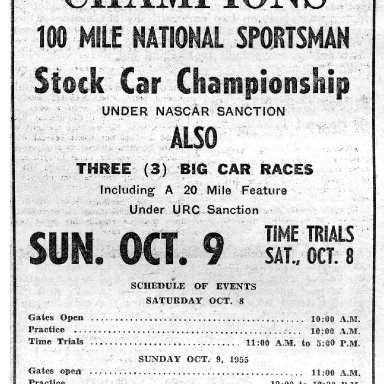 CHAMPIONS
100 MILE NATIONAL SPORTSMAN
Stock Car Championship
UNDER NASCAR SANCTION
ALSO
THREE (3) BIG CAR RACES
Including A 20 Mile Feature
Under URC Sanction
SUN. OCT. 9
TIME TRIALS
SAT., OCT. 8
SCHEDULE OF EVENTS
SATURDAY OCT. 8
Gates Open ........ 10:00 A.M.
Practice ........ 10:00 A.M.
Time Trials ........ 11:00 A.M. to 5:00 P.M.
SUNDAY OCT. 9, 1955
Gates open ........ 11:00 A.M.
Practice